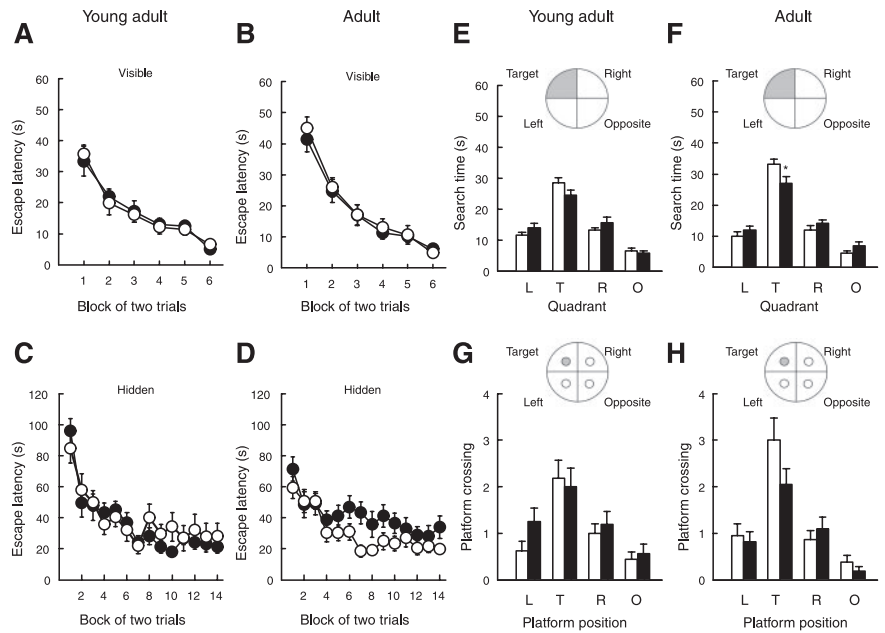 Young adult
Adult
Young adult
Adult
A
B
E
F
Visible
Escape latency (s)
60
50
40
30
20
10
0
1 2 3 4 5 6
Block of two trials
Visible
Escape latency (s)
60
50
40
30
20
10
0
1 2 3 4 5 6
Block of two trials
Target Right
Left Opposite
Search time (s)
60
50
40
30
20
10
0
L T R O
Quadrant
Target Right
Left Opposite
Search time (s)
60
50
40
30
20
10
0
*
L T R O
Quadrant
C
D
G
H
Hidden
Escape latency (s)
120
100
80
60
40
20
0
2 4 6 8 10 12 14
Bock of two trials
Hidden
Escape latency (s)
120
100
80
60
40
20
0
2 4 6 8 10 12 14
Block of two trials
Target Right
Left Opposite
Platform crossing
4
3
2
1
0
L T R O
Platform position
Target Right
Left Opposite
Platform crossing
4
3
2
1
0
L T R O
Platform position